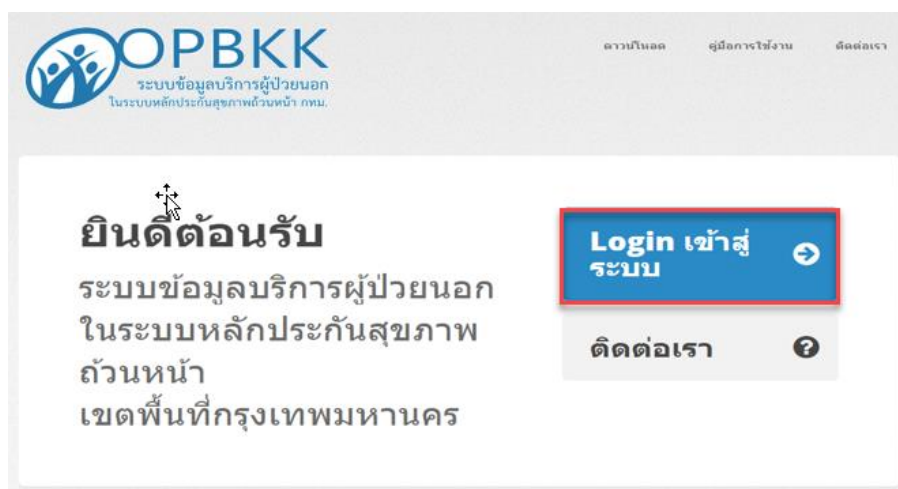 OPBKK
ระบบข้อมูลบริการผู้ป่วยนอก
ในระบบหลักประกันสุขภาพถ้วนหน้า กทม.
ดาวน์โหลด คู่มือการใช้งาน ติดต่อเรา
ยินดีต้อนรับ
ระบบข้อมูลบริการผู้ป่วยนอก
ในระบบหลักประกันสุขภาพ
ถ้วนหน้า
เขตพื้นที่กรุงเทพมหานคร
Login เข้าสู่
ระบบ
ติดต่อเรา